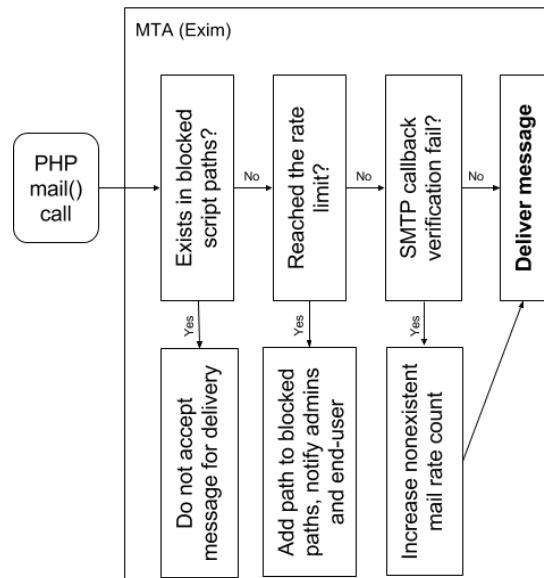 MTA (Exim)
PHP
mail()
call
Exists in blocked
script paths?
No
Reached the rate
limit?
No
SMTP callback
verification fail?
No
Deliver message
Yes
Yes
Yes
Do not accept
message for delivery
Add path to blocked
paths, notify admins
and end-user
Increase nonexistent
mail rate count